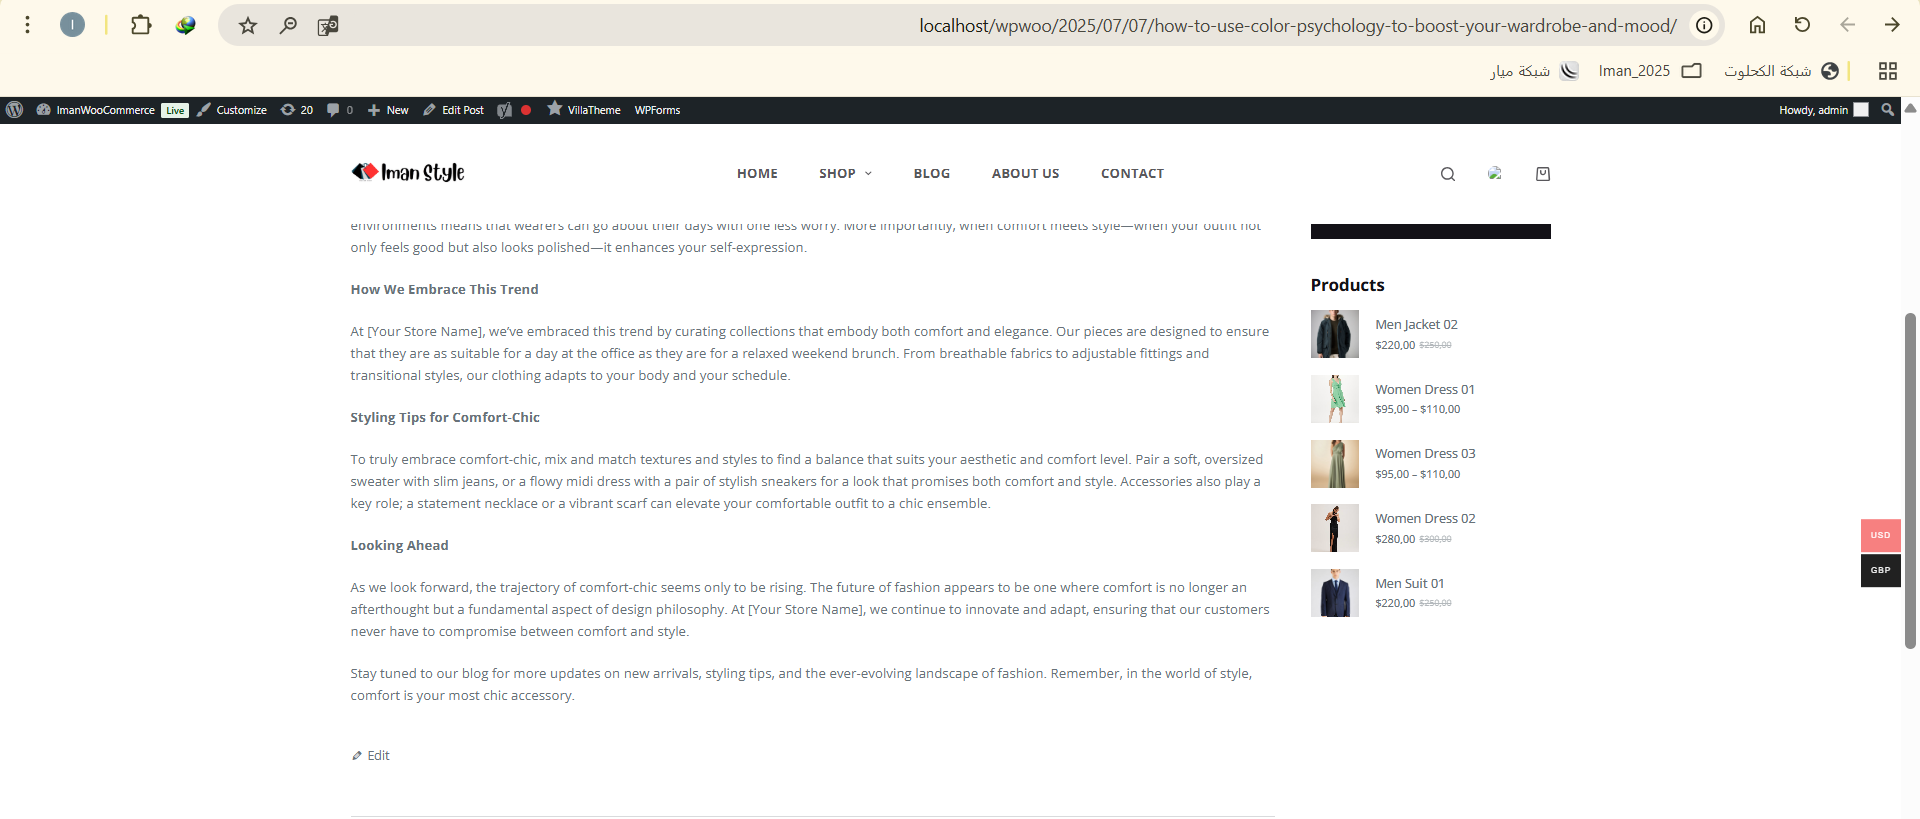 localhost/wpwoo/2025/07/07/how-to-use-color-psychology-to-boost-your-wardrobe-and-mood/
I
شبكة الكحلوت
Iman_2025
شبكة ميار
ImanWooCommerce
Live
Customize
20
0
New
Edit Post
VillaTheme
WPForms
Howdy, admin
Iman Style
HOME
SHOP
BLOG
ABOUT US
CONTACT
environments means that wearers can go about their days with one less worry. More importantly, when comfort meets style—when your outfit not
only feels good but also looks polished—it enhances your self-expression.
How We Embrace This Trend
At [Your Store Name], we’ve embraced this trend by curating collections that embody both comfort and elegance. Our pieces are designed to ensure
that they are as suitable for a day at the office as they are for a relaxed weekend brunch. From breathable fabrics to adjustable fittings and
transitional styles, our clothing adapts to your body and your schedule.
Styling Tips for Comfort-Chic
To truly embrace comfort-chic, mix and match textures and styles to find a balance that suits your aesthetic and comfort level. Pair a soft, oversized
sweater with slim jeans, or a flowy midi dress with a pair of stylish sneakers for a look that promises both comfort and style. Accessories also play a
key role; a statement necklace or a vibrant scarf can elevate your comfortable outfit to a chic ensemble.
Looking Ahead
As we look forward, the trajectory of comfort-chic seems only to be rising. The future of fashion appears to be one where comfort is no longer an
afterthought but a fundamental aspect of design philosophy. At [Your Store Name], we continue to innovate and adapt, ensuring that our customers
never have to compromise between comfort and style.
Stay tuned to our blog for more updates on new arrivals, styling tips, and the ever-evolving landscape of fashion. Remember, in the world of style,
comfort is your most chic accessory.
Edit
Products
Men Jacket 02
$220,00 $250,00
Women Dress 01
$95,00 – $110,00
Women Dress 03
$95,00 – $110,00
Women Dress 02
$280,00 $300,00
Men Suit 01
$220,00 $250,00
USD
GBP